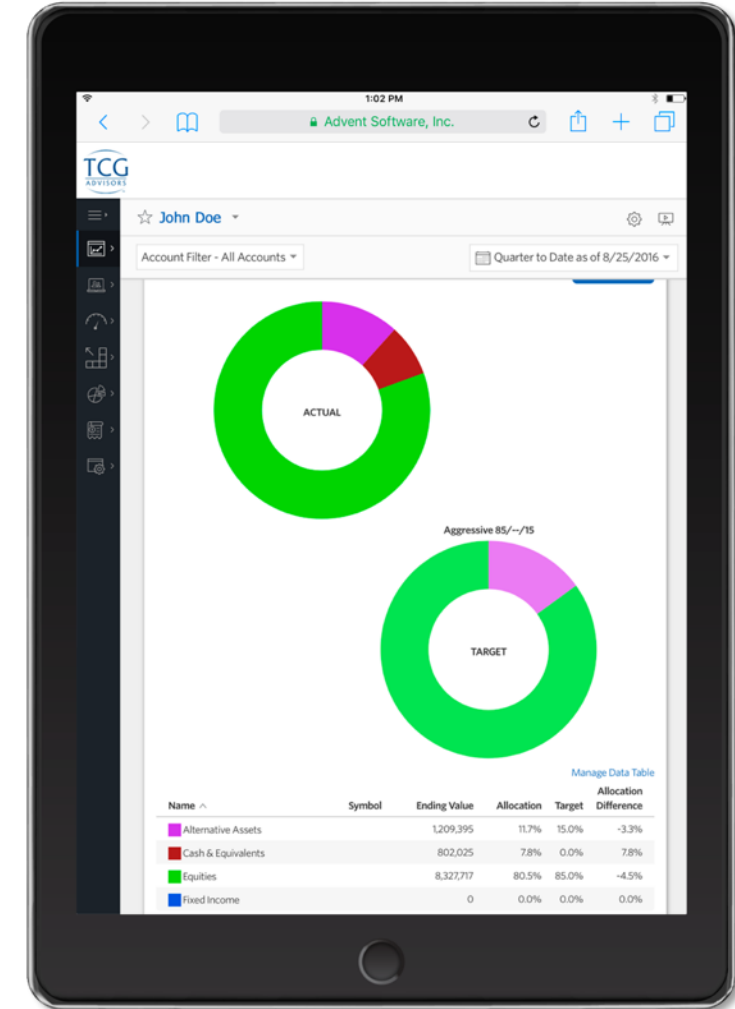 1:02 PM
Advent Software, Inc.
TCG
ADVISORS
John Doe
Account Filter - All Accounts
Quarter to Date as of 8/25/2016
ACTUAL
Aggressive 85/--/15
TARGET
Manage Data Table
Name Symbol Ending Value Allocation Target Allocation Difference
Alternative Assets 1,209,395 11.7% 15.0% -3.3%
Cash & Equivalents 802,025 7.8% 0.0% 7.8%
Equities 8,327,717 80.5% 85.0% -4.5%
Fixed Income 0 0.0% 0.0% 0.0%